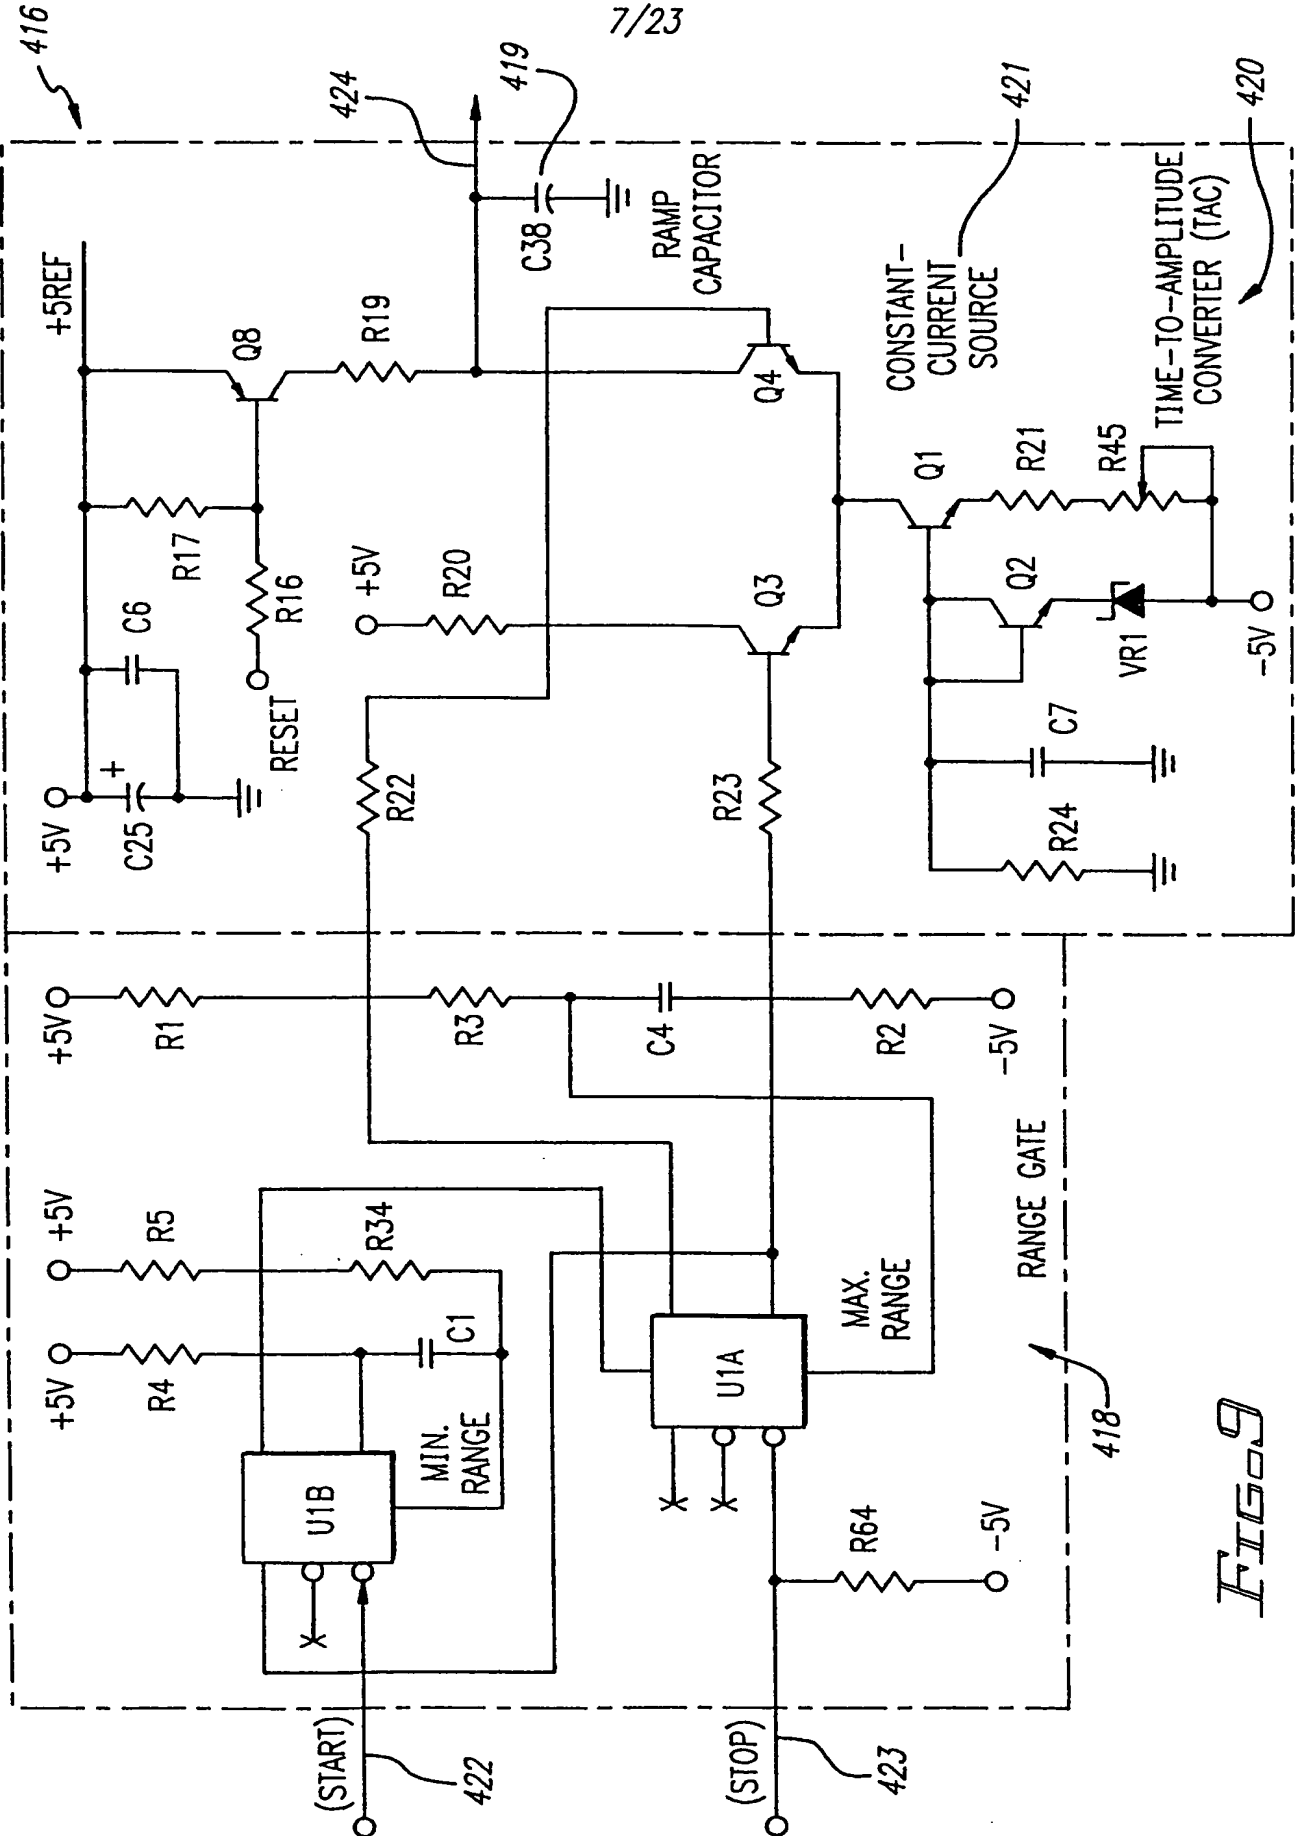 7/23
416
+5V
C25
+
C6
+5REF
R17
R16
RESET
Q8
R19
424
419
C38
RAMP
CAPACITOR
+5V
R20
R22
R23
Q3
Q4
CONSTANT-
CURRENT
SOURCE
421
Q1
Q2
R21
R45
VR1
-5V
C7
R24
TIME-TO-AMPLITUDE
CONVERTER (TAC)
420
+5V
R1
R3
C4
R2
-5V
+5V
R5
R34
+5V
R4
C1
MIN.
RANGE
U1B
U1A
MAX.
RANGE
RANGE GATE
418
R64
-5V
(START)
422
(STOP)
423
FIG.9